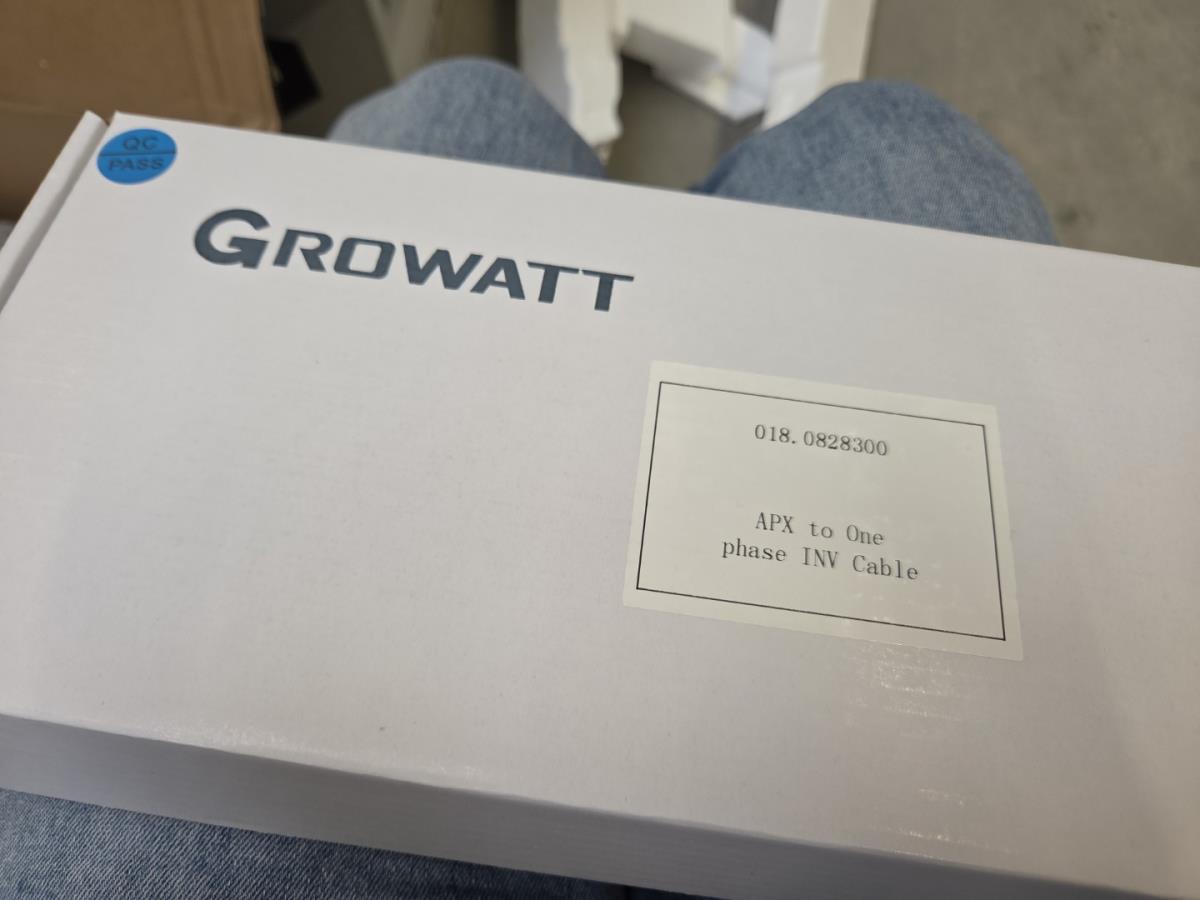 QC
PASS
GROWATT
018.0828300
APX to One
phase INV Cable